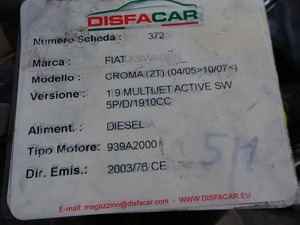 DISFACAR
Numero Scheda : 372
Marca : FIAT
Modello : CROMA (2T) (04/05>10/07<)
Versione : 1.9 MULTIJET ACTIVE SW
5P/D/1910CC
Aliment. : DIESEL
Tipo Motore: 939A2000
Dir. Emis.: 2003/76 CE
511
E-mail: magazzino@disfacar.com - WWW.DISFACAR.EU